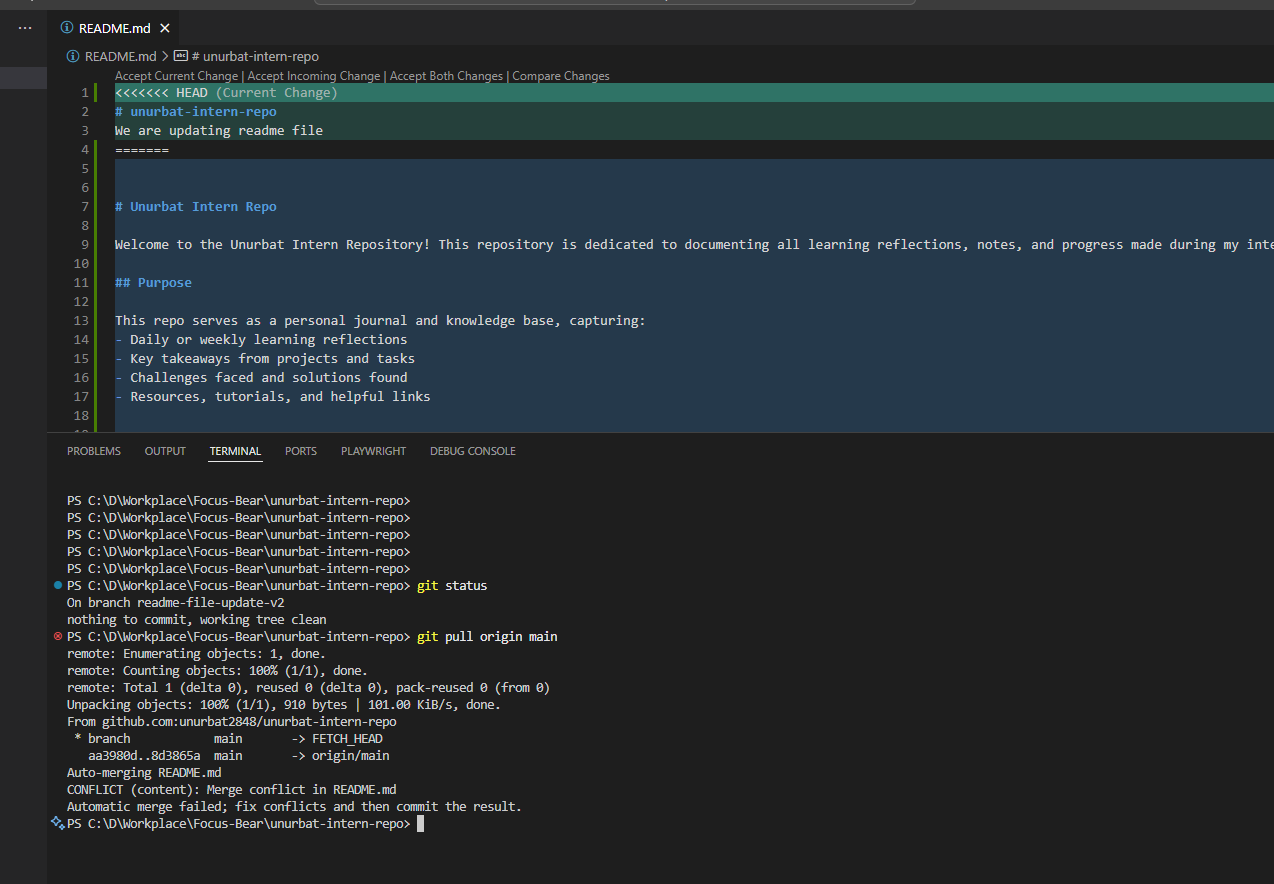 ···
README.md
README.md > # unurbat-intern-repo
Accept Current Change | Accept Incoming Change | Accept Both Changes | Compare Changes
1 <<<<<<< HEAD (Current Change)
2 # unurbat-intern-repo
3 We are updating readme file
4 =======
5
6
7 # Unurbat Intern Repo
8
9 Welcome to the Unurbat Intern Repository! This repository is dedicated to documenting all learning reflections, notes, and progress made during my inte
10
11 ## Purpose
12
13 This repo serves as a personal journal and knowledge base, capturing:
14 - Daily or weekly learning reflections
15 - Key takeaways from projects and tasks
16 - Challenges faced and solutions found
17 - Resources, tutorials, and helpful links
18
PROBLEMS OUTPUT TERMINAL PORTS PLAYWRIGHT DEBUG CONSOLE
PS C:\D\Workplace\Focus-Bear\unurbat-intern-repo>
PS C:\D\Workplace\Focus-Bear\unurbat-intern-repo>
PS C:\D\Workplace\Focus-Bear\unurbat-intern-repo>
PS C:\D\Workplace\Focus-Bear\unurbat-intern-repo>
PS C:\D\Workplace\Focus-Bear\unurbat-intern-repo>
PS C:\D\Workplace\Focus-Bear\unurbat-intern-repo> git status
On branch readme-file-update-v2
nothing to commit, working tree clean
PS C:\D\Workplace\Focus-Bear\unurbat-intern-repo> git pull origin main
remote: Enumerating objects: 1, done.
remote: Counting objects: 100% (1/1), done.
remote: Total 1 (delta 0), reused 0 (delta 0), pack-reused 0 (from 0)
Unpacking objects: 100% (1/1), 910 bytes | 101.00 KiB/s, done.
From github.com:unurbat2848/unurbat-intern-repo
* branch main -> FETCH_HEAD
aa3980d..8d3865a main -> origin/main
Auto-merging README.md
CONFLICT (content): Merge conflict in README.md
Automatic merge failed; fix conflicts and then commit the result.
PS C:\D\Workplace\Focus-Bear\unurbat-intern-repo>